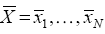 X̅ = x̅₁,…,x̅_N